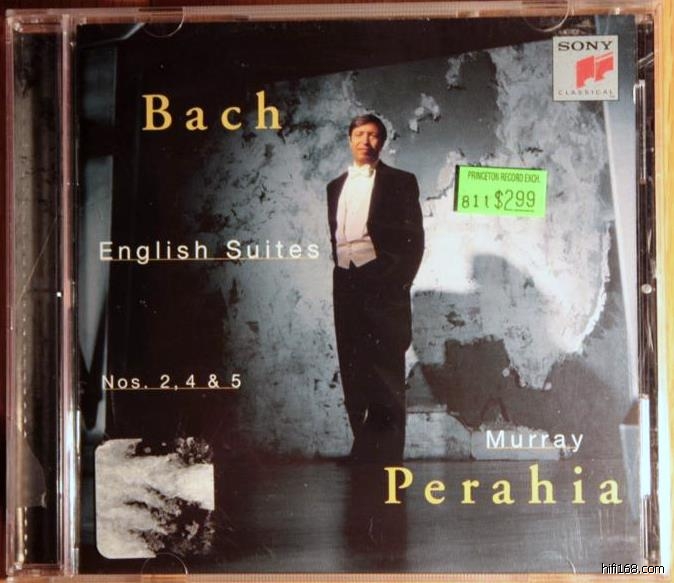 SONY
CLASSICAL
Bach
PRINCETON RECORD EXCH.
811 $2.99
English Suites
Nos. 2, 4 & 5
Murray
Perahia
hifi168.com